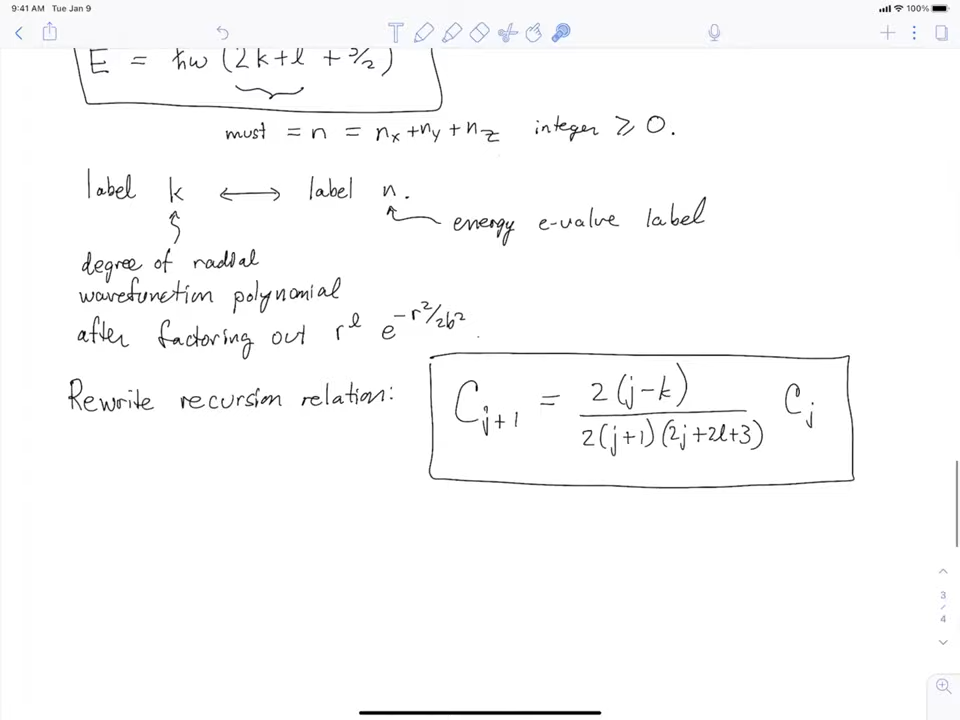 9:41 AM Tue Jan 9
100%
E = ħω (2k+l + 3/2)
must = n = nx+ny+nz integer ≥ 0.
label k ⟷ label n.
energy e-value label
degree of radial
wavefunction polynomial
after factoring out r^l e^{-r²/2b²}.
Rewrite recursion relation:
C_{j+1} = 2(j-k) / 2(j+1)(2j+2l+3) C_j
3
/
4